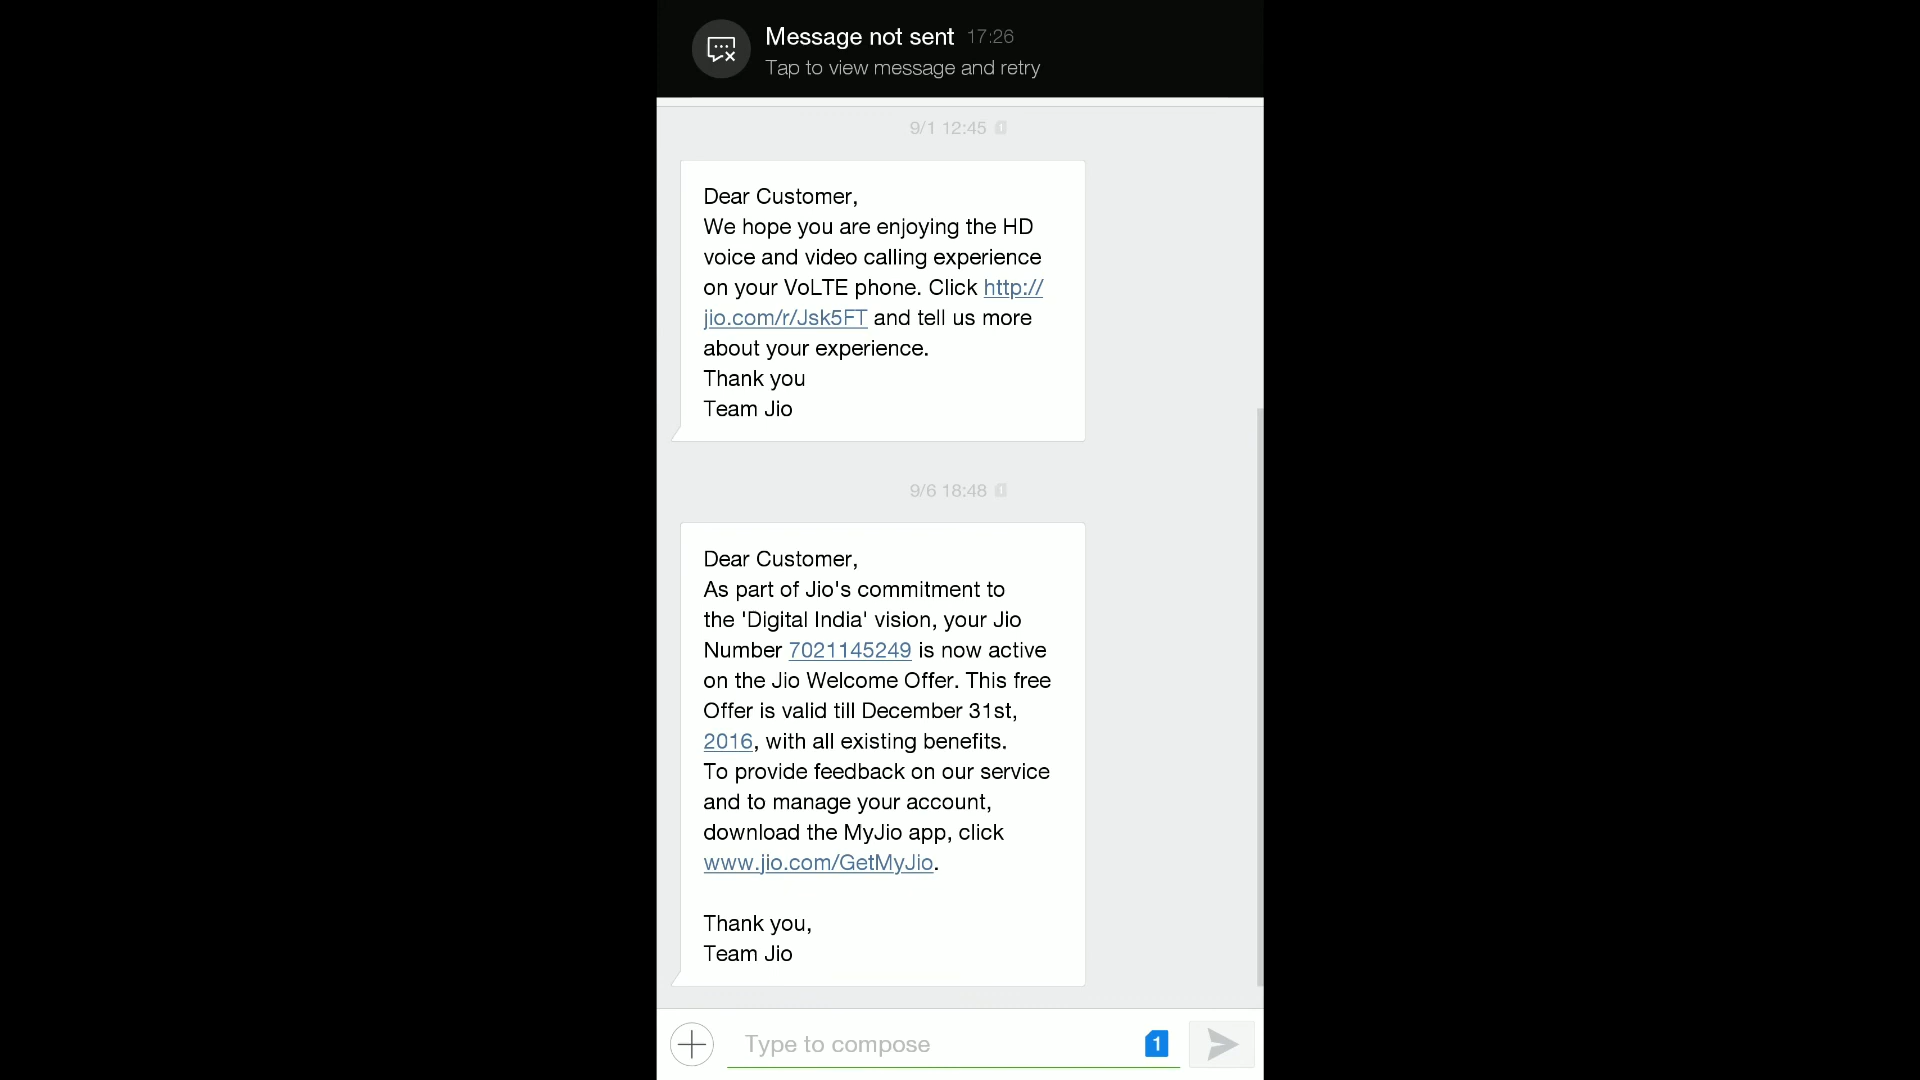 Message not sent 17:26
Tap to view message and retry
9/1 12:45
Dear Customer,
We hope you are enjoying the HD
voice and video calling experience
on your VoLTE phone. Click http://
jio.com/r/Jsk5FT and tell us more
about your experience.
Thank you
Team Jio
9/6 18:48
Dear Customer,
As part of Jio's commitment to
the 'Digital India' vision, your Jio
Number 7021145249 is now active
on the Jio Welcome Offer. This free
Offer is valid till December 31st,
2016, with all existing benefits.
To provide feedback on our service
and to manage your account,
download the MyJio app, click
www.jio.com/GetMyJio.
Thank you,
Team Jio
Type to compose 1